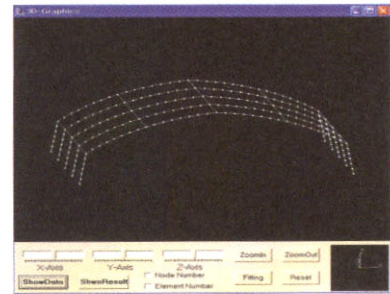 3D-Graphics
X-Axis Y-Axis Z-Axis
ZoomIn ZoomOut
ShowData ShowResult
Node Number
Element Number
Fitting Reset